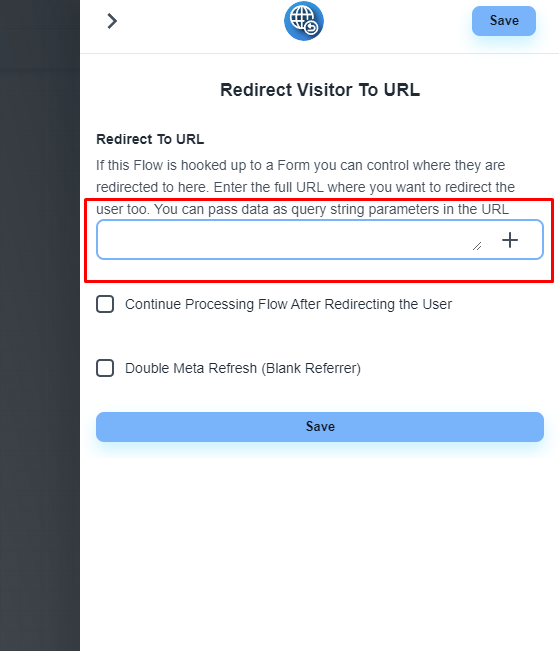 Save
Redirect Visitor To URL
Redirect To URL
If this Flow is hooked up to a Form you can control where they are
redirected to here. Enter the full URL where you want to redirect the
user too. You can pass data as query string parameters in the URL
Continue Processing Flow After Redirecting the User
Double Meta Refresh (Blank Referrer)
Save